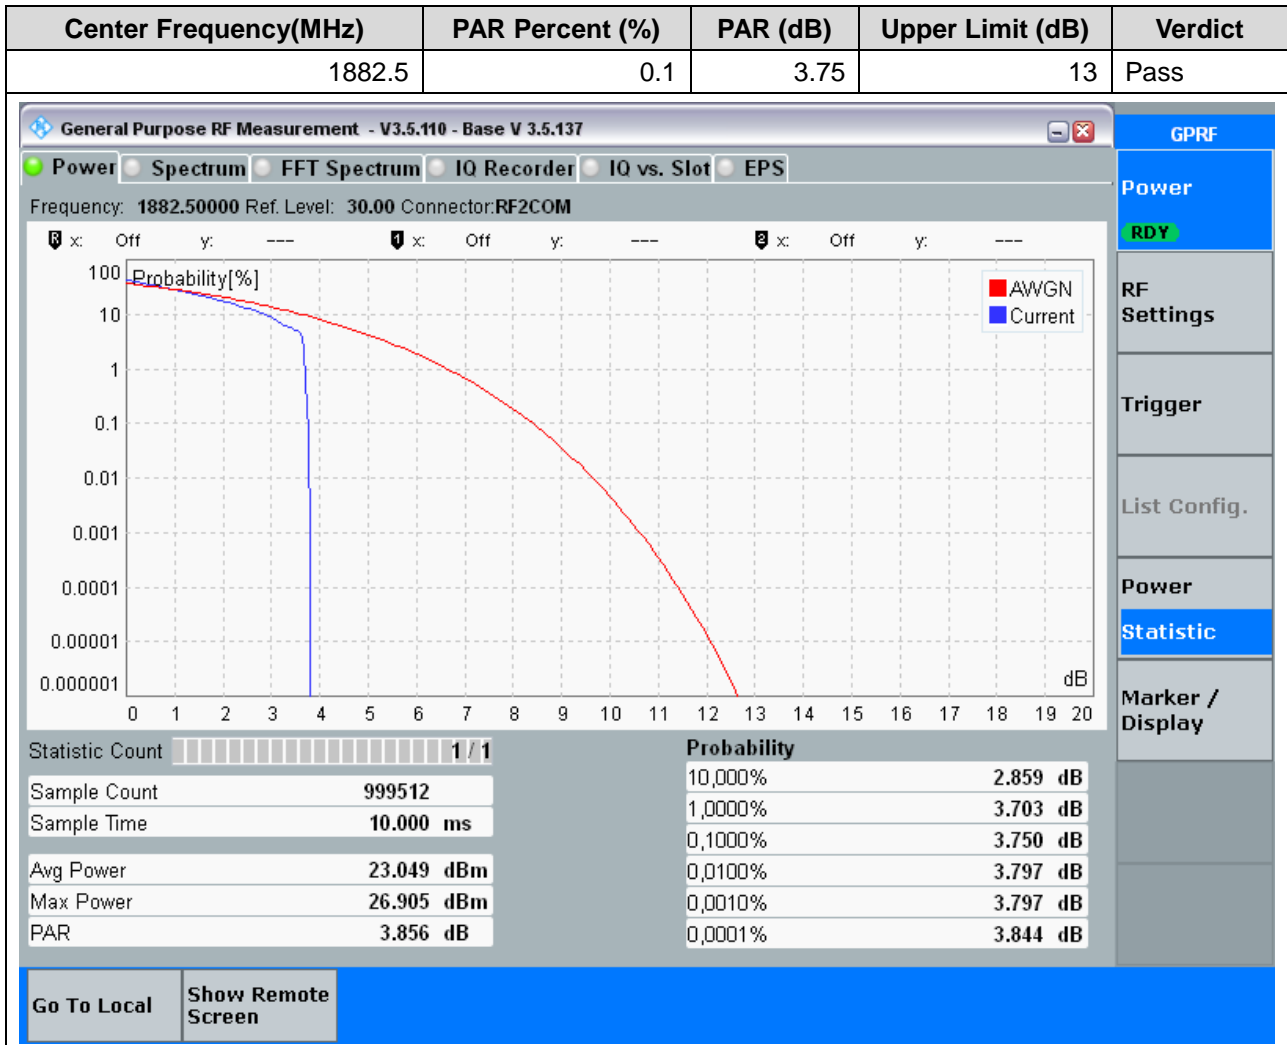 Center Frequency(MHz) PAR Percent (%) PAR (dB) Upper Limit (dB) Verdict
1882.5 0.1 3.75 13 Pass
General Purpose RF Measurement - V3.5.110 - Base V 3.5.137
GPRF
Power Spectrum FFT Spectrum IQ Recorder IQ vs. Slot EPS
Frequency: 1882.50000 Ref. Level: 30.00 Connector:RF2COM
R x: Off y: --- 1 x: Off y: --- 2 x: Off y: ---
Probability[%]
100
10
1
0.1
0.01
0.001
0.0001
0.00001
0.000001
AWGN
Current
dB
0 1 2 3 4 5 6 7 8 9 10 11 12 13 14 15 16 17 18 19 20
Statistic Count 1 / 1
Sample Count 999512
Sample Time 10.000 ms
Avg Power 23.049 dBm
Max Power 26.905 dBm
PAR 3.856 dB
Probability
10,000% 2.859 dB
1,0000% 3.703 dB
0,1000% 3.750 dB
0,0100% 3.797 dB
0,0010% 3.797 dB
0,0001% 3.844 dB
Power
RDY
RF
Settings
Trigger
List Config.
Power
Statistic
Marker /
Display
Go To Local
Show Remote
Screen